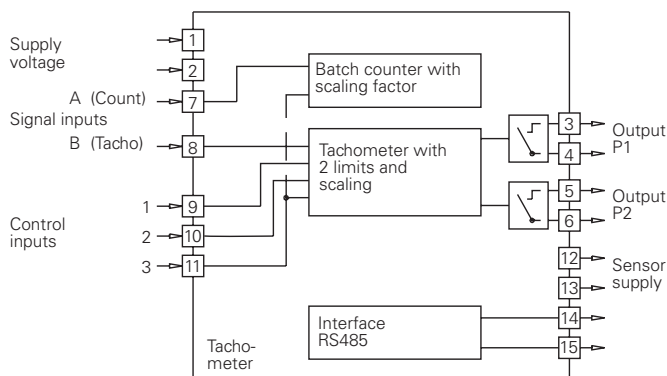 Supply
voltage
1
2
A (Count)
7
Signal inputs
B (Tacho)
8
1
9
Control
inputs
2
10
3
11
Tacho-
meter
Batch counter with
scaling factor
Tachometer with
2 limits and
scaling
Interface
RS485
3
4
Output
P1
5
6
Output
P2
12
13
Sensor
supply
14
15